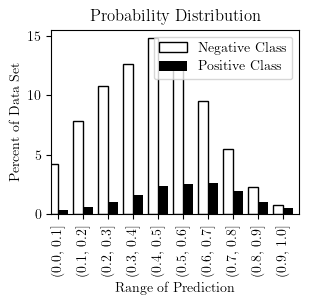 Probability Distribution
Negative Class
Positive Class
Percent of Data Set
15
10
5
0
(0.0, 0.1]
(0.1, 0.2]
(0.2, 0.3]
(0.3, 0.4]
(0.4, 0.5]
(0.5, 0.6]
(0.6, 0.7]
(0.7, 0.8]
(0.8, 0.9]
(0.9, 1.0]
Range of Prediction